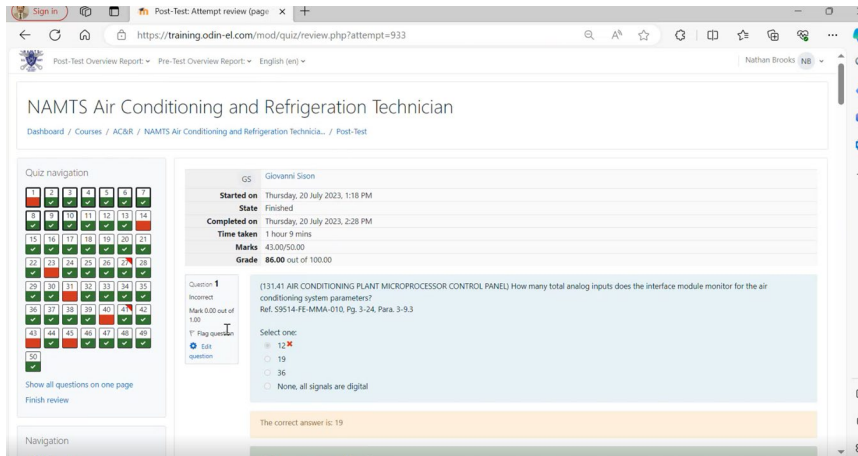 Sign in
Post-Test: Attempt review (page
https://training.odin-el.com/mod/quiz/review.php?attempt=933
Post-Test Overview Report: Pre-Test Overview Report: English (en)
Nathan Brooks NB
NAMTS Air Conditioning and Refrigeration Technician
Dashboard / Courses / AC&R / NAMTS Air Conditioning and Refrigeration Technicia... / Post-Test
Quiz navigation
1 2 3 4 5 6 7
8 9 10 11 12 13 14
15 16 17 18 19 20 21
22 23 24 25 26 27 28
29 30 31 32 33 34 35
36 37 38 39 40 41 42
43 44 45 46 47 48 49
50
Show all questions on one page
Finish review
Navigation
GS Giovanni Sison
Started on Thursday, 20 July 2023, 1:18 PM
State Finished
Completed on Thursday, 20 July 2023, 2:28 PM
Time taken 1 hour 9 mins
Marks 43.00/50.00
Grade 86.00 out of 100.00
Question 1
Incorrect
Mark 0.00 out of
1.00
Flag question
Edit
question
(131.41 AIR CONDITIONING PLANT MICROPROCESSOR CONTROL PANEL) How many total analog inputs does the interface module monitor for the air
conditioning system parameters?
Ref. S9514-FE-MMA-010, Pg. 3-24, Para. 3-9.3
Select one:
12
19
36
None, all signals are digital
The correct answer is: 19